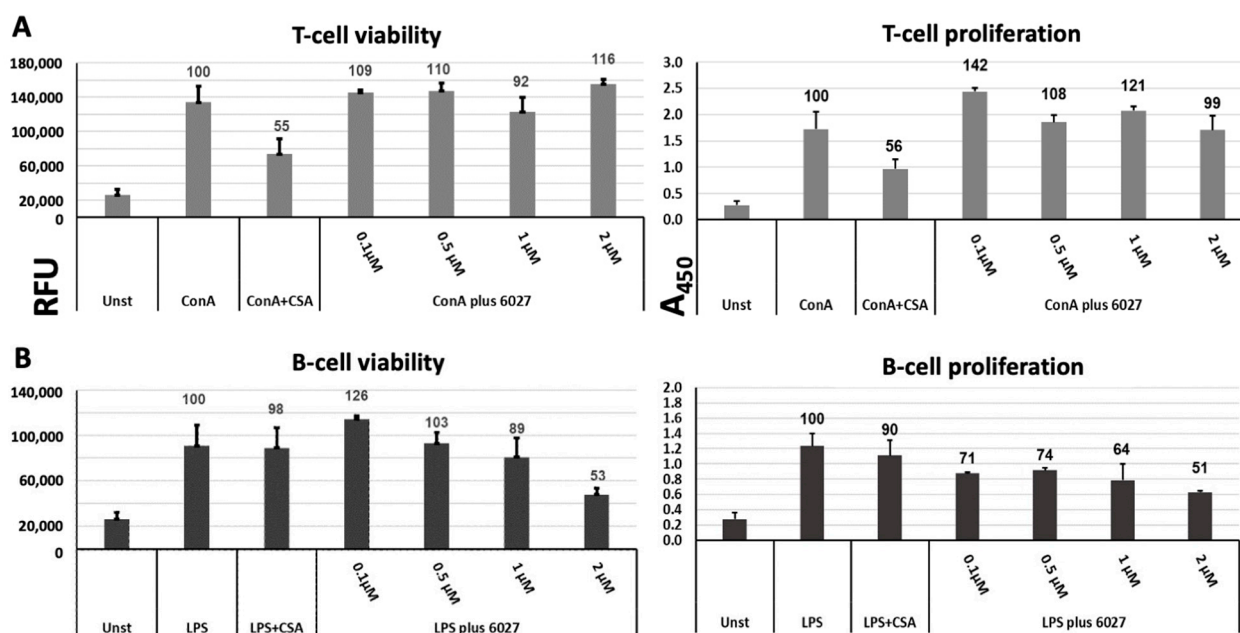 A
T-cell viability
180,000
140,000
100,000
60,000
20,000
0
100
55
109
110
92
116
RFU
0.1µM
0.5 µM
1 µM
2 µM
Unst
ConA
ConA+CSA
ConA plus 6027
T-cell proliferation
3.0
2.5
2.0
1.5
1.0
0.5
0.0
100
56
142
108
121
99
A450
0.1µM
0.5 µM
1 µM
2 µM
Unst
ConA
ConA+CSA
ConA plus 6027
B
B-cell viability
140,000
100,000
60,000
20,000
0
100
98
126
103
89
53
0.1µM
0.5 µM
1 µM
2 µM
Unst
LPS
LPS+CSA
LPS plus 6027
B-cell proliferation
2.0
1.8
1.6
1.4
1.2
1.0
0.8
0.6
0.4
0.2
0.0
100
90
71
74
64
51
0.1µM
0.5 µM
1 µM
2 µM
Unst
LPS
LPS+CSA
LPS plus 6027